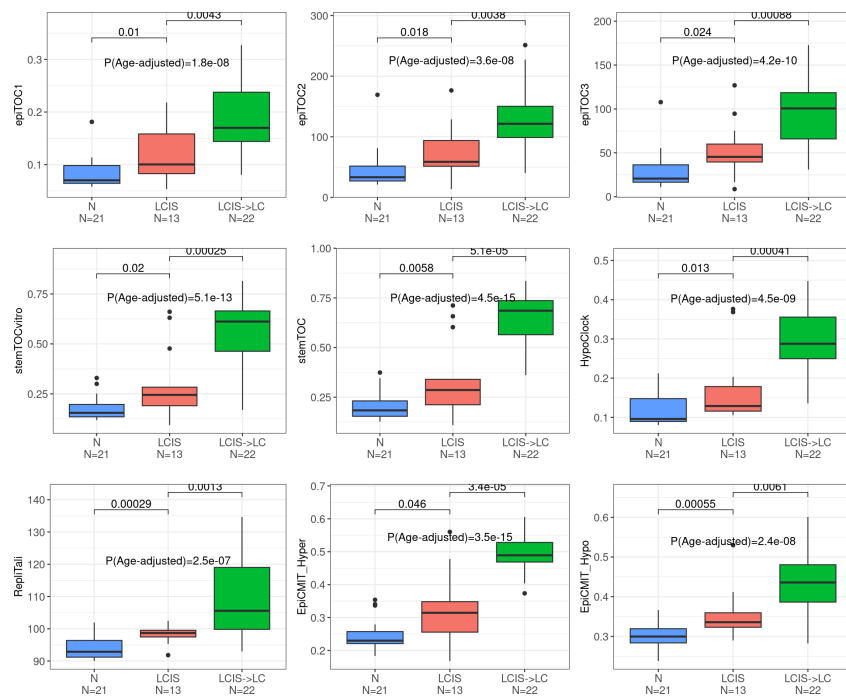 0.0043
0.01
P(Age-adjusted)=1.8e-08
epiTOC1
0.3
0.2
0.1
N
N=21
LCIS
N=13
LCIS->LC
N=22
0.0038
0.018
P(Age-adjusted)=3.6e-08
epiTOC2
300
200
100
0
N
N=21
LCIS
N=13
LCIS->LC
N=22
0.00088
0.024
P(Age-adjusted)=4.2e-10
epiTOC3
200
150
100
50
0
N
N=21
LCIS
N=13
LCIS->LC
N=22
0.00025
0.02
P(Age-adjusted)=5.1e-13
stemTOCvitro
0.75
0.50
0.25
N
N=21
LCIS
N=13
LCIS->LC
N=22
5.1e-05
0.0058
P(Age-adjusted)=4.5e-15
stemTOC
1.00
0.75
0.50
0.25
N
N=21
LCIS
N=13
LCIS->LC
N=22
0.00041
0.013
P(Age-adjusted)=4.5e-09
HypoClock
0.5
0.4
0.3
0.2
0.1
N
N=21
LCIS
N=13
LCIS->LC
N=22
0.0013
0.00029
P(Age-adjusted)=2.5e-07
RepliTali
140
130
120
110
100
90
N
N=21
LCIS
N=13
LCIS->LC
N=22
3.4e-05
0.046
P(Age-adjusted)=3.5e-15
EpiCMIT_Hyper
0.7
0.6
0.5
0.4
0.3
0.2
N
N=21
LCIS
N=13
LCIS->LC
N=22
0.0061
0.00055
P(Age-adjusted)=2.4e-08
EpiCMIT_Hypo
0.6
0.5
0.4
0.3
N
N=21
LCIS
N=13
LCIS->LC
N=22